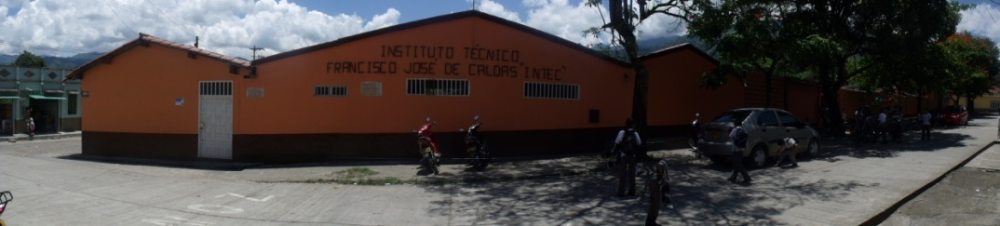 INSTITUTO TÉCNICO
FRANCISCO JOSÉ DE CALDAS "INTEC"